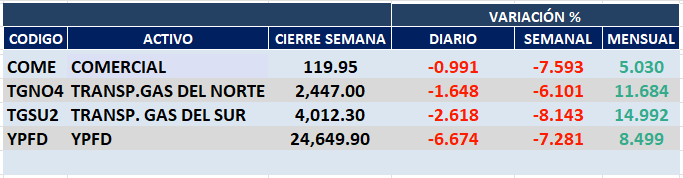 VARIACIÓN %
CODIGO ACTIVO CIERRE SEMANA DIARIO SEMANAL MENSUAL
COME COMERCIAL 119.95 -0.991 -7.593 5.030
TGNO4 TRANSP.GAS DEL NORTE 2,447.00 -1.648 -6.101 11.684
TGSU2 TRANSP. GAS DEL SUR 4,012.30 -2.618 -8.143 14.992
YPFD YPFD 24,649.90 -6.674 -7.281 8.499